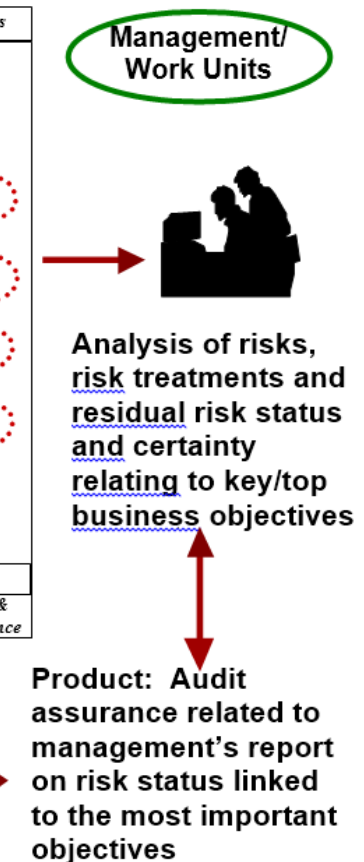 s
Management/
Work Units
Analysis of risks,
risk treatments and
residual risk status
and certainty
relating to key/top
business objectives
&
nce
Product:  Audit
assurance related to
management's report
on risk status linked
to the most important
objectives